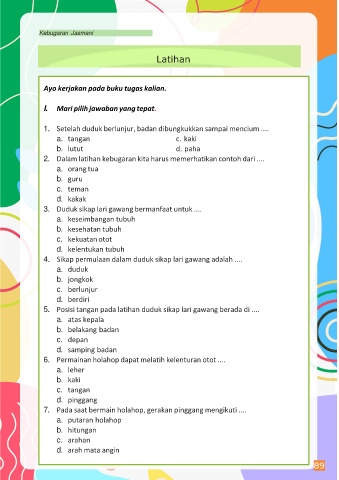 Kebugaran Jasmani
Latihan
Ayo kerjakan pada buku tugas kalian.
I. Mari pilih jawaban yang tepat.
1. Setelah duduk berlunjur, badan dibungkukkan sampai mencium ....
a. tangan c. kaki
b. lutut d. paha
2. Dalam latihan kebugaran kita harus memerhatikan contoh dari ....
a. orang tua
b. guru
c. teman
d. kakak
3. Duduk sikap lari gawang bermanfaat untuk ....
a. keseimbangan tubuh
b. kesehatan tubuh
c. kekuatan otot
d. kelentukan tubuh
4. Sikap permulaan dalam duduk sikap lari gawang adalah ....
a. duduk
b. jongkok
c. berlunjur
d. berdiri
5. Posisi tangan pada latihan duduk sikap lari gawang berada di ....
a. atas kepala
b. belakang badan
c. depan
d. samping badan
6. Permainan holahop dapat melatih kelenturan otot ....
a. leher
b. kaki
c. tangan
d. pinggang
7. Pada saat bermain holahop, gerakan pinggang mengikuti ....
a. putaran holahop
b. hitungan
c. arahan
d. arah mata angin
89